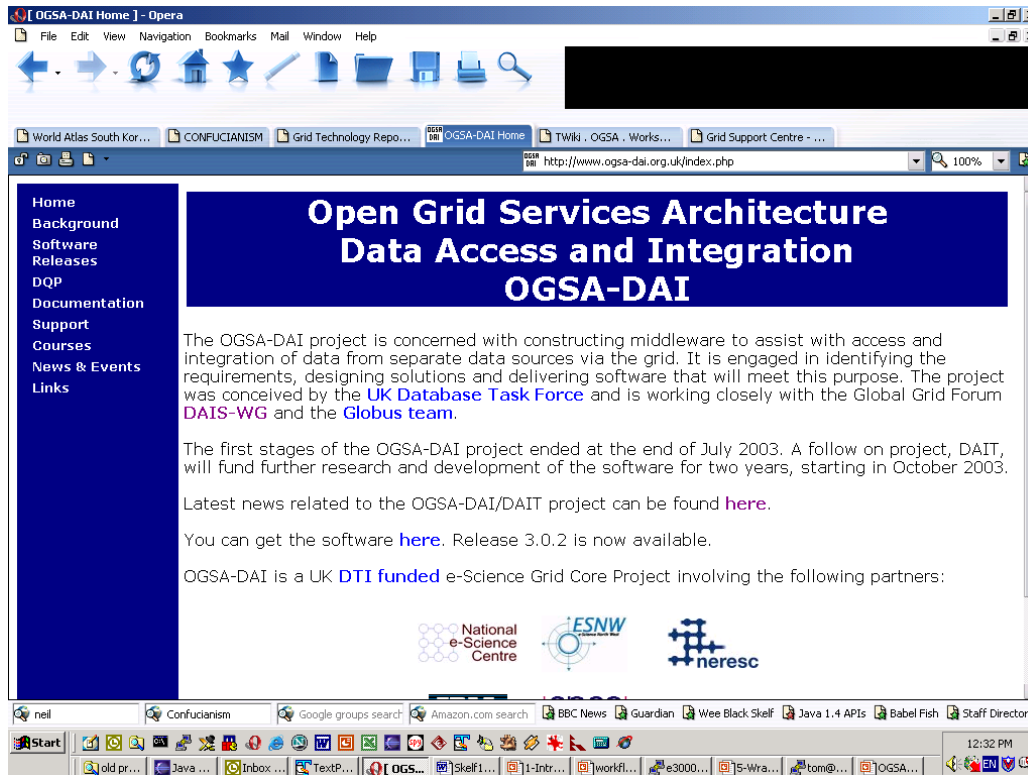 [ OGSA-DAI Home ] - Opera
File Edit View Navigation Bookmarks Mail Window Help
World Atlas South Kor... CONFUCIANISM Grid Technology Repo... OGSA-DAI Home TWiki . OGSA . Works... Grid Support Centre - ...
http://www.ogsa-dai.org.uk/index.php 100%
Home
Background
Software
Releases
DQP
Documentation
Support
Courses
News & Events
Links
Open Grid Services Architecture
Data Access and Integration
OGSA-DAI
The OGSA-DAI project is concerned with constructing middleware to assist with access and
integration of data from separate data sources via the grid. It is engaged in identifying the
requirements, designing solutions and delivering software that will meet this purpose. The project
was conceived by the UK Database Task Force and is working closely with the Global Grid Forum
DAIS-WG and the Globus team.
The first stages of the OGSA-DAI project ended at the end of July 2003. A follow on project, DAIT,
will fund further research and development of the software for two years, starting in October 2003.
Latest news related to the OGSA-DAI/DAIT project can be found here.
You can get the software here. Release 3.0.2 is now available.
OGSA-DAI is a UK DTI funded e-Science Grid Core Project involving the following partners:
National
e-Science
Centre
ESNW
neresc
neil Confucianism Google groups search Amazon.com search BBC News Guardian Wee Black Skelf Java 1.4 APIs Babel Fish Staff Director
Start EN 12:32 PM
old pr... Java ... Inbox ... TextP... [ OGS... Skelf1... 1-Intr... workfl... e3000... 5-Wra... tom@... OGSA...